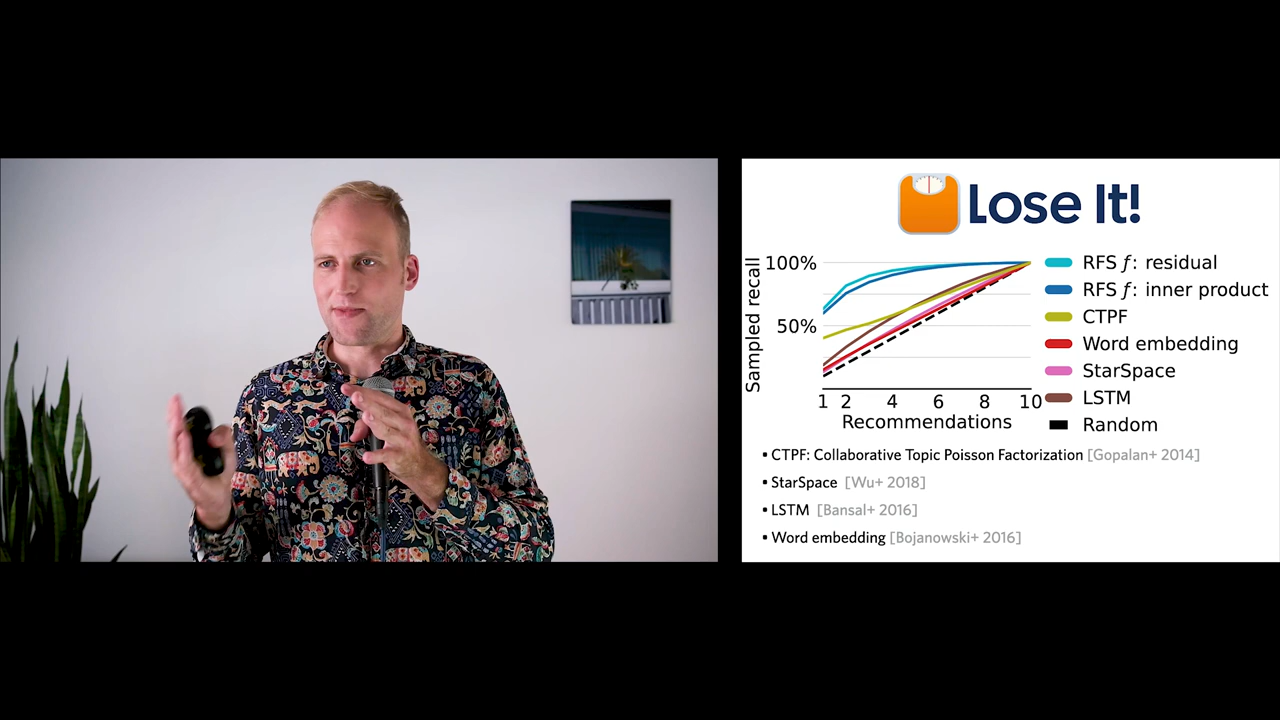 Lose It!
Sampled recall
100%
50%
1 2 4 6 8 10
Recommendations
RFS f: residual
RFS f: inner product
CTPF
Word embedding
StarSpace
LSTM
Random
• CTPF: Collaborative Topic Poisson Factorization [Gopalan+ 2014]
• StarSpace [Wu+ 2018]
• LSTM [Bansal+ 2016]
• Word embedding [Bojanowski+ 2016]